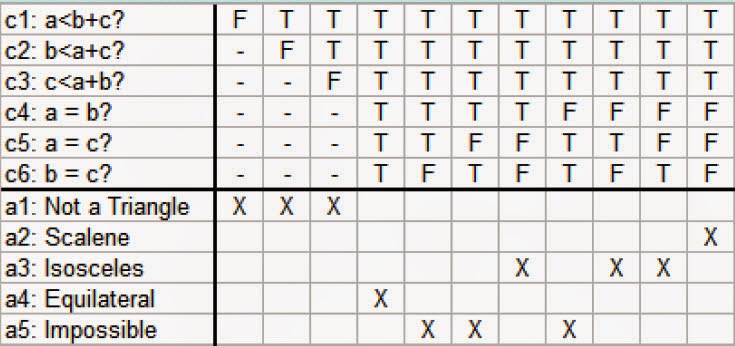 c1: a<b+c? F T T T T T T T T T T
c2: b<a+c? - F T T T T T T T T T
c3: c<a+b? - - F T T T T T T T T
c4: a = b? - - - T T T T F F F F
c5: a = c? - - - T T F F T T F F
c6: b = c? - - - T F T F T F T F
a1: Not a Triangle X X X
a2: Scalene X
a3: Isosceles X X X
a4: Equilateral X
a5: Impossible X X X